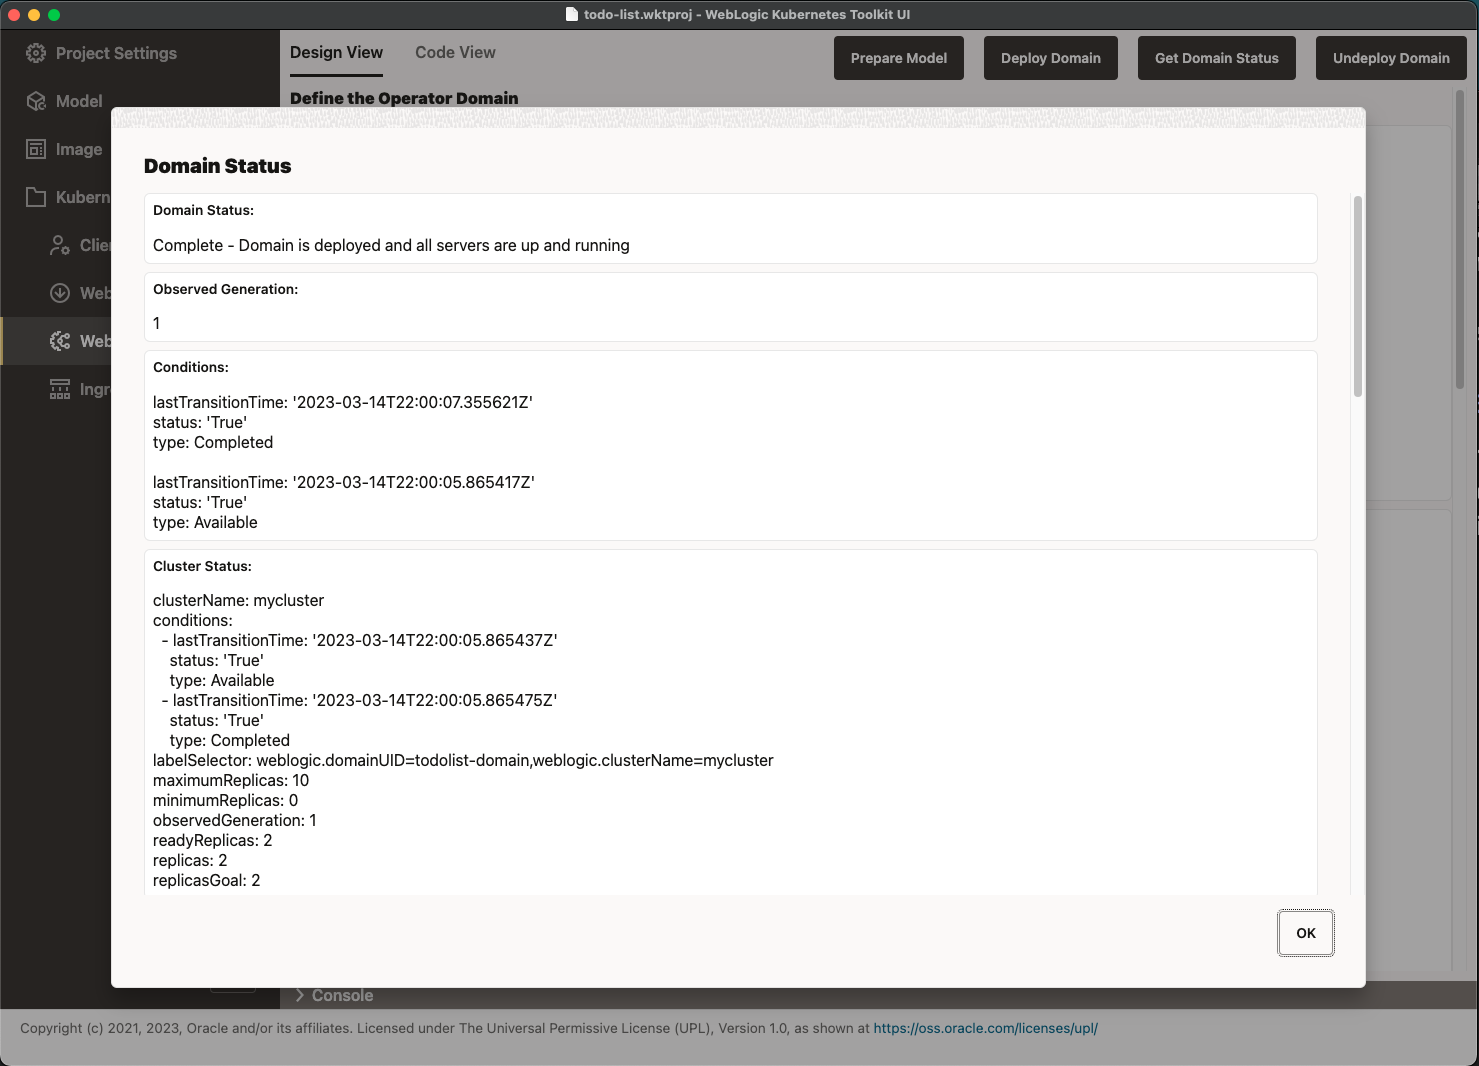 todo-list.wktproj - WebLogic Kubernetes Toolkit UI
Project Settings
Model
Image
Kubern
Clie
Web
Web
Ingr
Design View
Code View
Prepare Model
Deploy Domain
Get Domain Status
Undeploy Domain
Define the Operator Domain
Domain Status
Domain Status:
Complete - Domain is deployed and all servers are up and running
Observed Generation:
1
Conditions:
lastTransitionTime: '2023-03-14T22:00:07.355621Z'
status: 'True'
type: Completed
lastTransitionTime: '2023-03-14T22:00:05.865417Z'
status: 'True'
type: Available
Cluster Status:
clusterName: mycluster
conditions:
- lastTransitionTime: '2023-03-14T22:00:05.865437Z'
status: 'True'
type: Available
- lastTransitionTime: '2023-03-14T22:00:05.865475Z'
status: 'True'
type: Completed
labelSelector: weblogic.domainUID=todolist-domain,weblogic.clusterName=mycluster
maximumReplicas: 10
minimumReplicas: 0
observedGeneration: 1
readyReplicas: 2
replicas: 2
replicasGoal: 2
OK
Console
Copyright (c) 2021, 2023, Oracle and/or its affiliates. Licensed under The Universal Permissive License (UPL), Version 1.0, as shown at https://oss.oracle.com/licenses/upl/